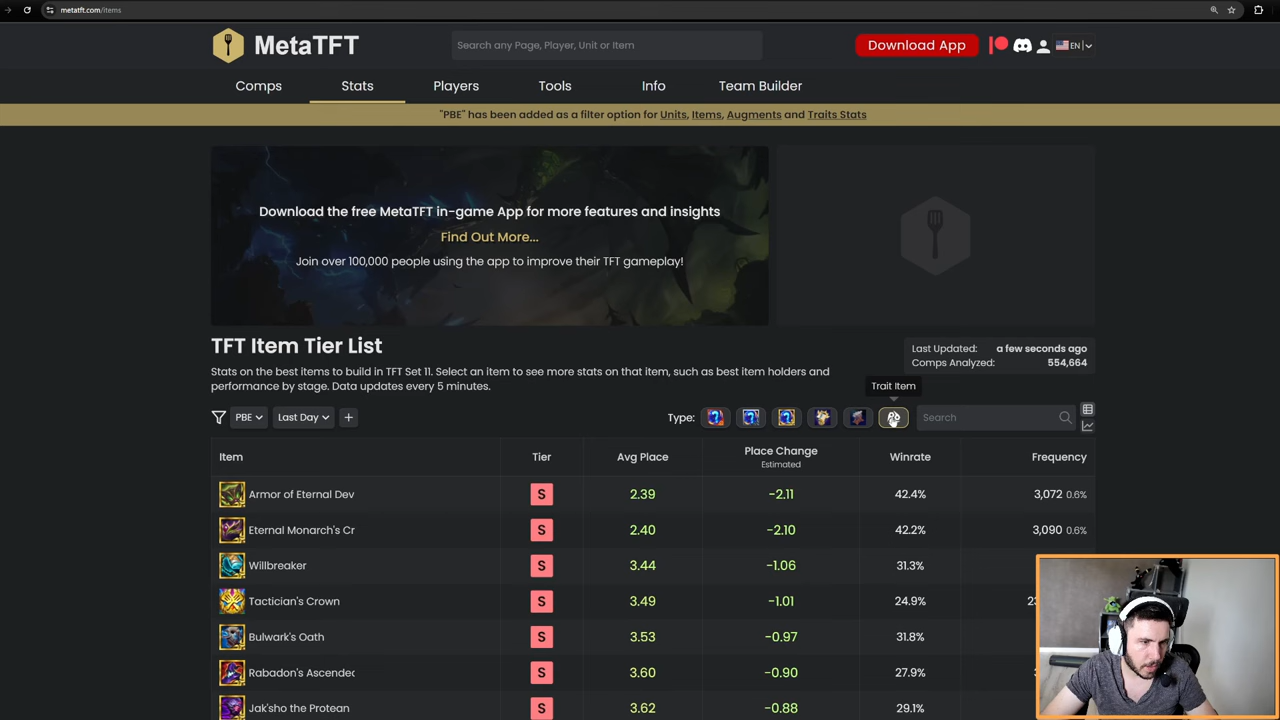 metatft.com/items
MetaTFT
Search any Page, Player, Unit or Item
Download App
EN
Comps
Stats
Players
Tools
Info
Team Builder
"PBE" has been added as a filter option for Units, Items, Augments and Traits Stats
Download the free MetaTFT in-game App for more features and insights
Find Out More...
Join over 100,000 people using the app to improve their TFT gameplay!
TFT Item Tier List
Stats on the best items to build in TFT Set 11. Select an item to see more stats on that item, such as best item holders and
performance by stage. Data updates every 5 minutes.
Last Updated: a few seconds ago
Comps Analyzed: 554,664
Trait Item
PBE
Last Day
+
Type:
Search
Item Tier Avg Place Place Change Winrate Frequency
Estimated
Armor of Eternal Dev S 2.39 -2.11 42.4% 3,072 0.6%
Eternal Monarch's Cr S 2.40 -2.10 42.2% 3,090 0.6%
Willbreaker S 3.44 -1.06 31.3%
Tactician's Crown S 3.49 -1.01 24.9%
Bulwark's Oath S 3.53 -0.97 31.8%
Rabadon's Ascended S 3.60 -0.90 27.9%
Jak'sho the Protean S 3.62 -0.88 29.1%